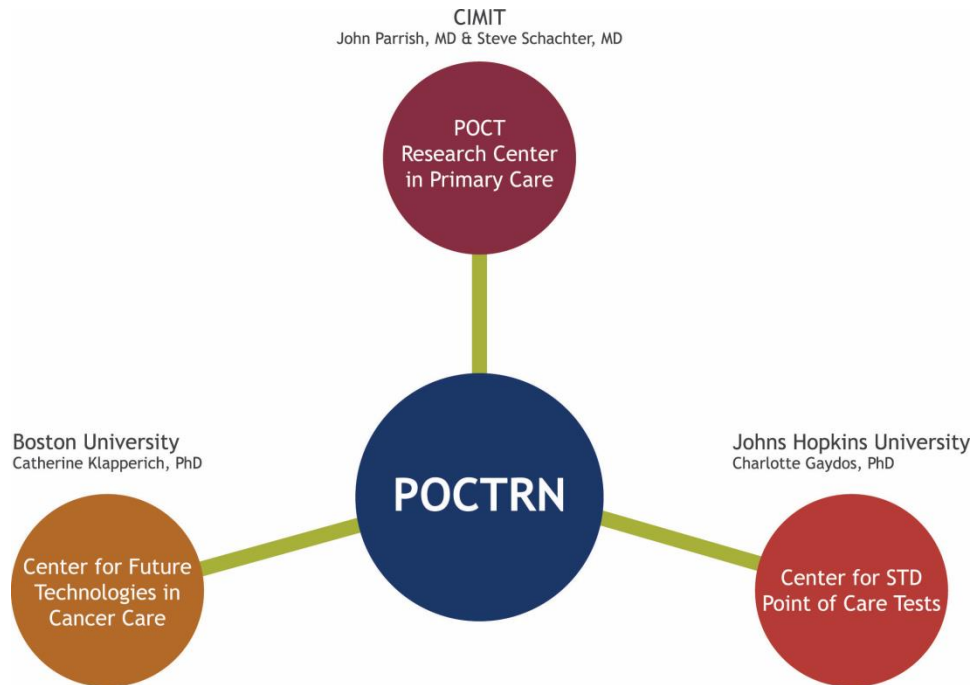 CIMIT
John Parrish, MD & Steve Schachter, MD
POCT
Research Center
in Primary Care
Boston University
Catherine Klapperich, PhD
Johns Hopkins University
Charlotte Gaydos, PhD
POCTRN
Center for Future
Technologies in
Cancer Care
Center for STD
Point of Care Tests